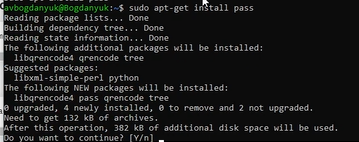 avbogdanyuk@Bogdanyuk:~$ sudo apt-get install pass
Reading package lists... Done
Building dependency tree... Done
Reading state information... Done
The following additional packages will be installed:
  libqrencode4 qrencode tree
Suggested packages:
  libxml-simple-perl python
The following NEW packages will be installed:
  libqrencode4 pass qrencode tree
0 upgraded, 4 newly installed, 0 to remove and 2 not upgraded.
Need to get 132 kB of archives.
After this operation, 382 kB of additional disk space will be used.
Do you want to continue? [Y/n]